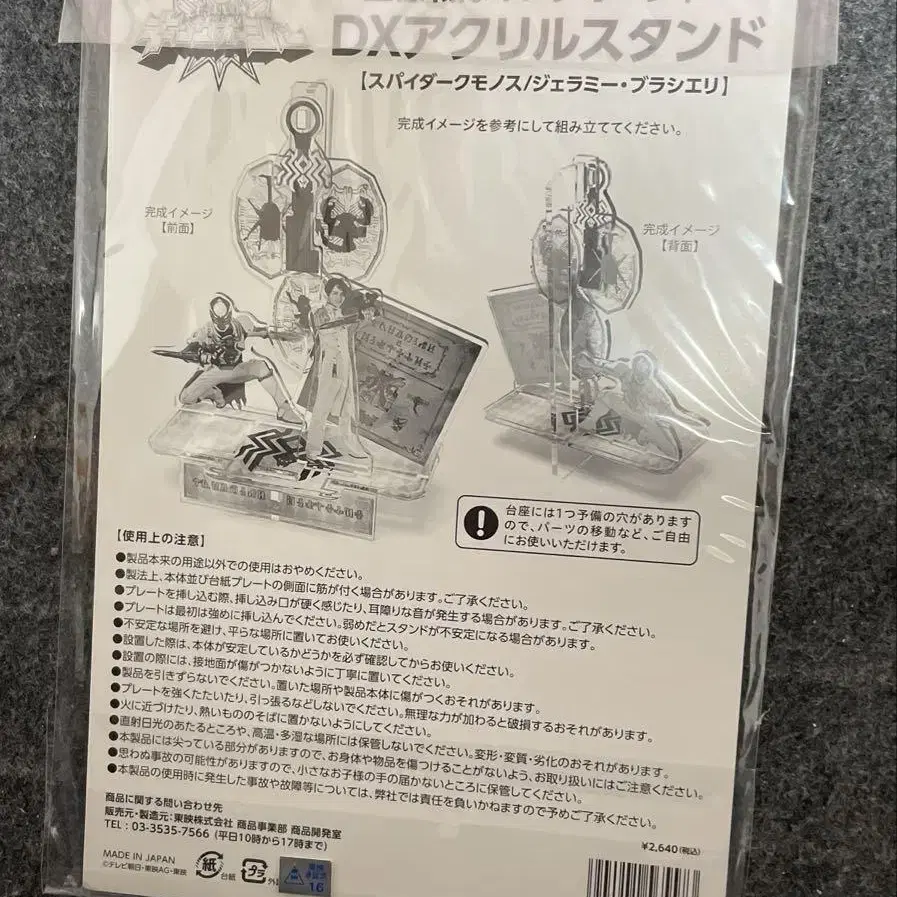 DXアクリルスタンド
【スパイダークモノス/ジェラミー・ブラシエリ】
完成イメージを参考にして組み立ててください。
完成イメージ
【前面】
完成イメージ
【背面】
台座には1つ予備の穴があります
ので、パーツの移動など、ご自由
にお使いいただけます。
【使用上の注意】
●製品本来の用途以外での使用はおやめください。
●製法上、本体並び台紙プレートの側面に筋が付く場合があります。ご了承ください。
●プレートを挿し込む際、挿し込み口が硬く感じたり、耳障りな音が発生する場合があります。ご了承ください。
●プレートは最初は強めに挿し込んでください。弱めだとスタンドが不安定になる場合があります。
●不安定な場所を避け、平らな場所に置いてお使いください。
●設置した際は、本体が安定しているかどうかを必ず確認してからお使いください。
●設置の際には、接地面が傷がつかないように丁寧に置いてください。
●製品を引きずらないでください。置いた場所や製品本体に傷がつくおそれがあります。
●プレートを強くたたいたり、引っ張るなどしないでください。無理な力が加わると破損するおそれがあります。
●火に近づけたり、熱いもののそばに置かないようにしてください。
●直射日光のあたるところや、高温・多湿な場所には保管しないでください。変形・変質・劣化のおそれがあります。
●本製品には尖っている部分がありますので、お身体や物品を傷つけることがないよう、お取り扱いにはご注意ください。
●思わぬ事故の可能性がありますので、小さなお子様の手の届かないところに保管してください。
●本製品の使用時に発生した事故や故障等については、弊社では責任を負いかねますので予めご了承ください。
商品に関する問い合わせ先
販売元・製造元:東映株式会社 商品事業部 商品開発室
TEL:03-3535-7566 (平日10時から17時まで)
¥2,640(税込)
MADE IN JAPAN
©テレビ朝日・東映AG・東映
紙
台紙
プラ
16